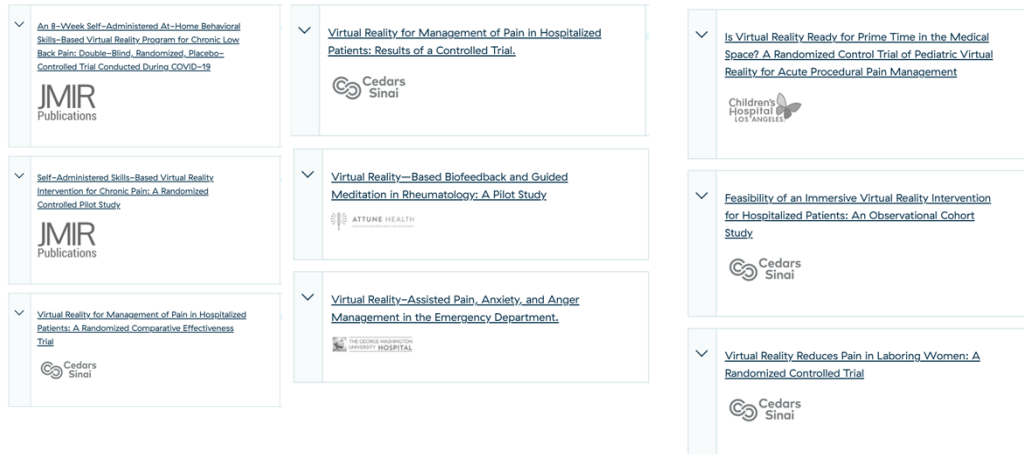 An 8-Week Self-Administered At-Home Behavioral
Skills-Based Virtual Reality Program for Chronic Low
Back Pain: Double-Blind, Randomized, Placebo-
Controlled Trial Conducted During COVID-19
JMIR
Publications
Self-Administered Skills-Based Virtual Reality
Intervention for Chronic Pain: A Randomized
Controlled Pilot Study
JMIR
Publications
Virtual Reality for Management of Pain in Hospitalized
Patients: A Randomized Comparative Effectiveness
Trial
Cedars
Sinai
Virtual Reality for Management of Pain in Hospitalized
Patients: Results of a Controlled Trial.
Cedars
Sinai
Virtual Reality—Based Biofeedback and Guided
Meditation in Rheumatology: A Pilot Study
ATTUNE HEALTH
Virtual Reality-Assisted Pain, Anxiety, and Anger
Management in the Emergency Department.
THE GEORGE WASHINGTON
UNIVERSITY HOSPITAL
Is Virtual Reality Ready for Prime Time in the Medical
Space? A Randomized Control Trial of Pediatric Virtual
Reality for Acute Procedural Pain Management
Children's
Hospital
LOS ANGELES
Feasibility of an Immersive Virtual Reality Intervention
for Hospitalized Patients: An Observational Cohort
Study
Cedars
Sinai
Virtual Reality Reduces Pain in Laboring Women: A
Randomized Controlled Trial
Cedars
Sinai